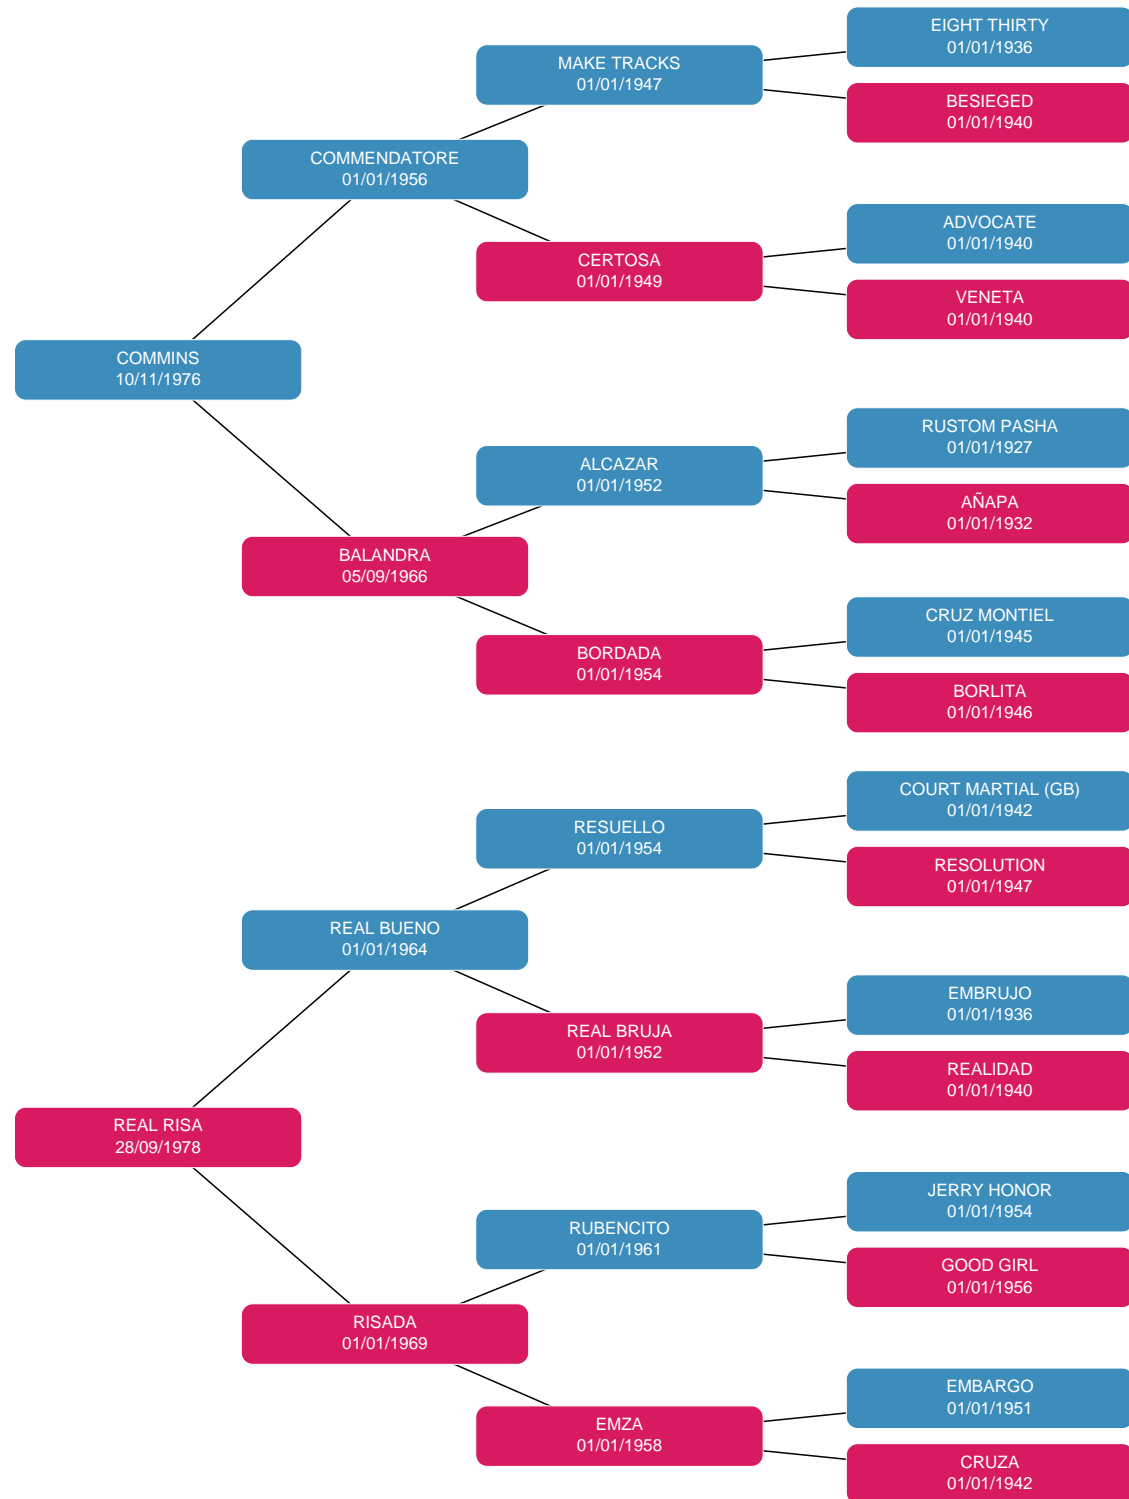 EIGHT THIRTY
01/01/1936
MAKE TRACKS
01/01/1947
BESIEGED
01/01/1940
COMMENDATORE
01/01/1956
ADVOCATE
01/01/1940
CERTOSA
01/01/1949
VENETA
01/01/1940
COMMINS
10/11/1976
RUSTOM PASHA
01/01/1927
ALCAZAR
01/01/1952
AÑAPA
01/01/1932
BALANDRA
05/09/1966
CRUZ MONTIEL
01/01/1945
BORDADA
01/01/1954
BORLITA
01/01/1946
COURT MARTIAL (GB)
01/01/1942
RESUELLO
01/01/1954
RESOLUTION
01/01/1947
REAL BUENO
01/01/1964
EMBRUJO
01/01/1936
REAL BRUJA
01/01/1952
REALIDAD
01/01/1940
REAL RISA
28/09/1978
JERRY HONOR
01/01/1954
RUBENCITO
01/01/1961
GOOD GIRL
01/01/1956
RISADA
01/01/1969
EMBARGO
01/01/1951
EMZA
01/01/1958
CRUZA
01/01/1942